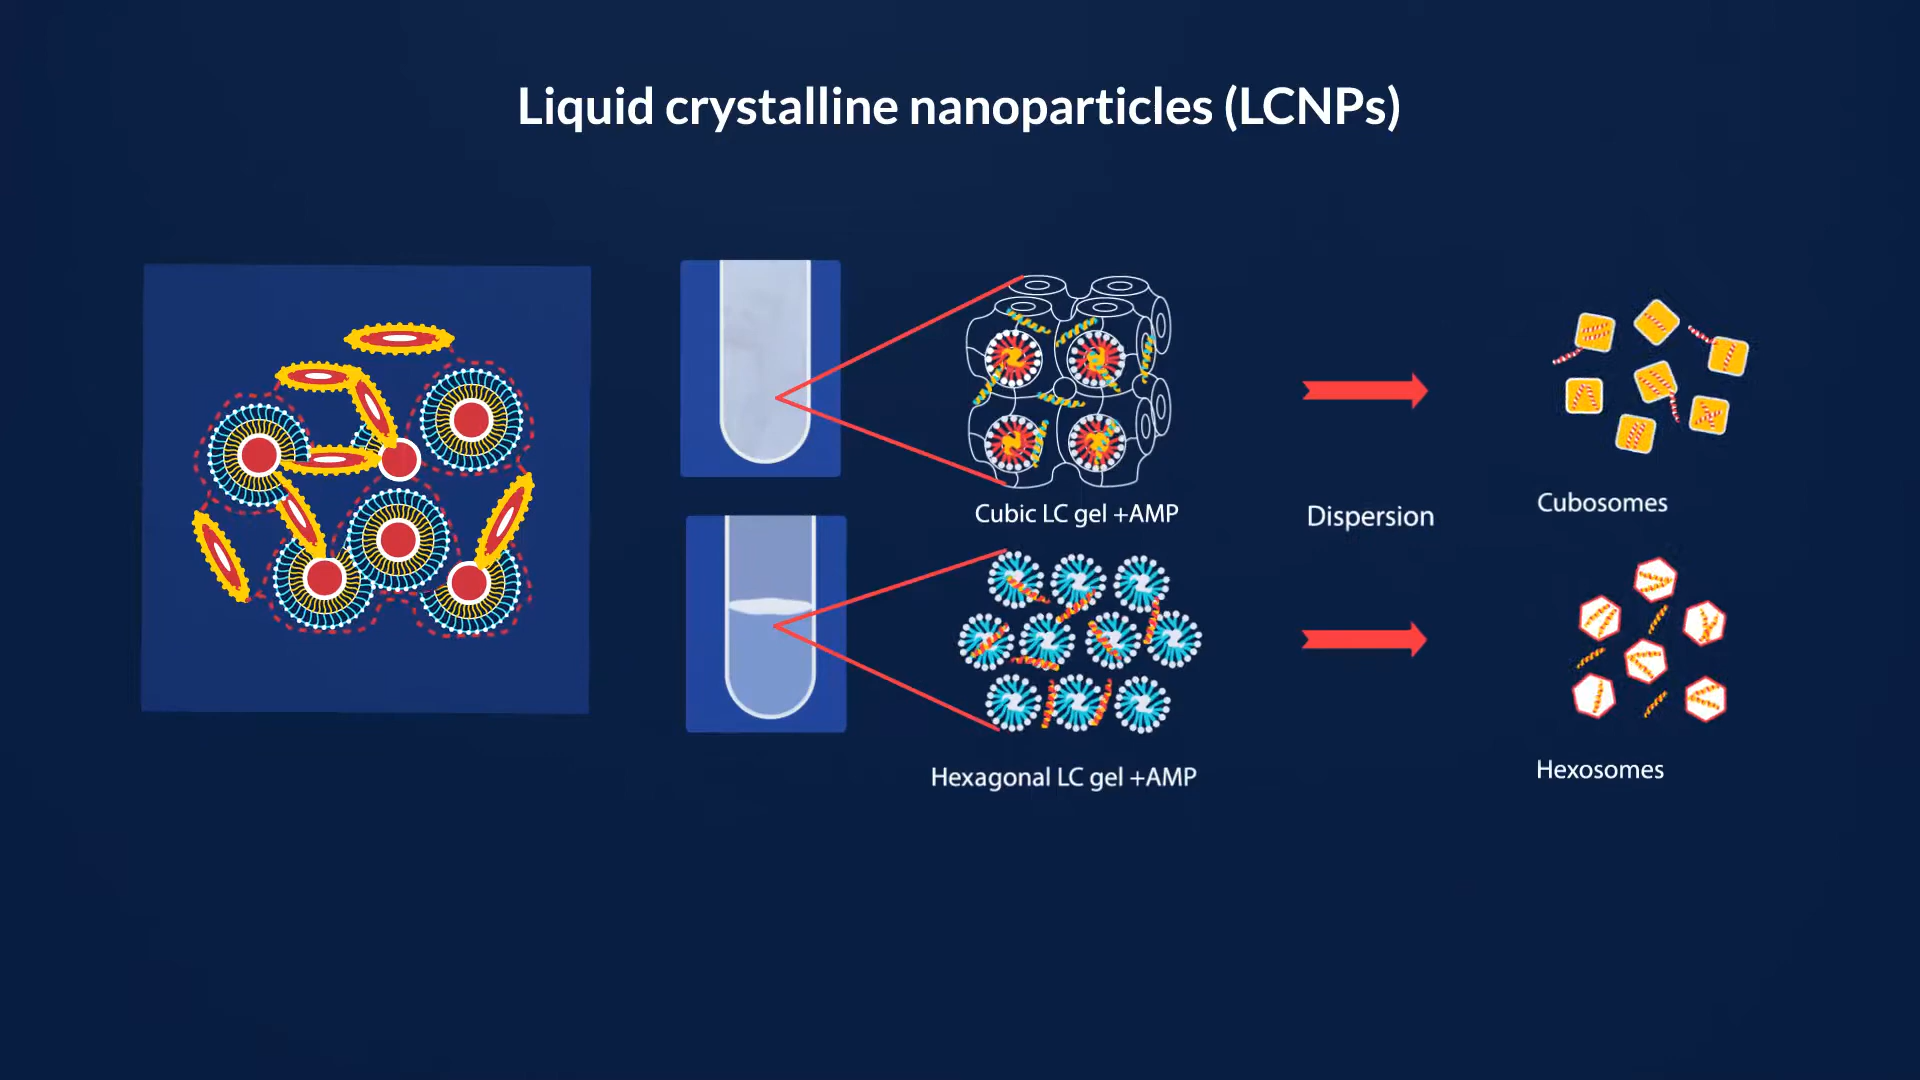 Liquid crystalline nanoparticles (LCNPs)
Cubic LC gel +AMP
Dispersion
Cubosomes
Hexagonal LC gel +AMP
Hexosomes